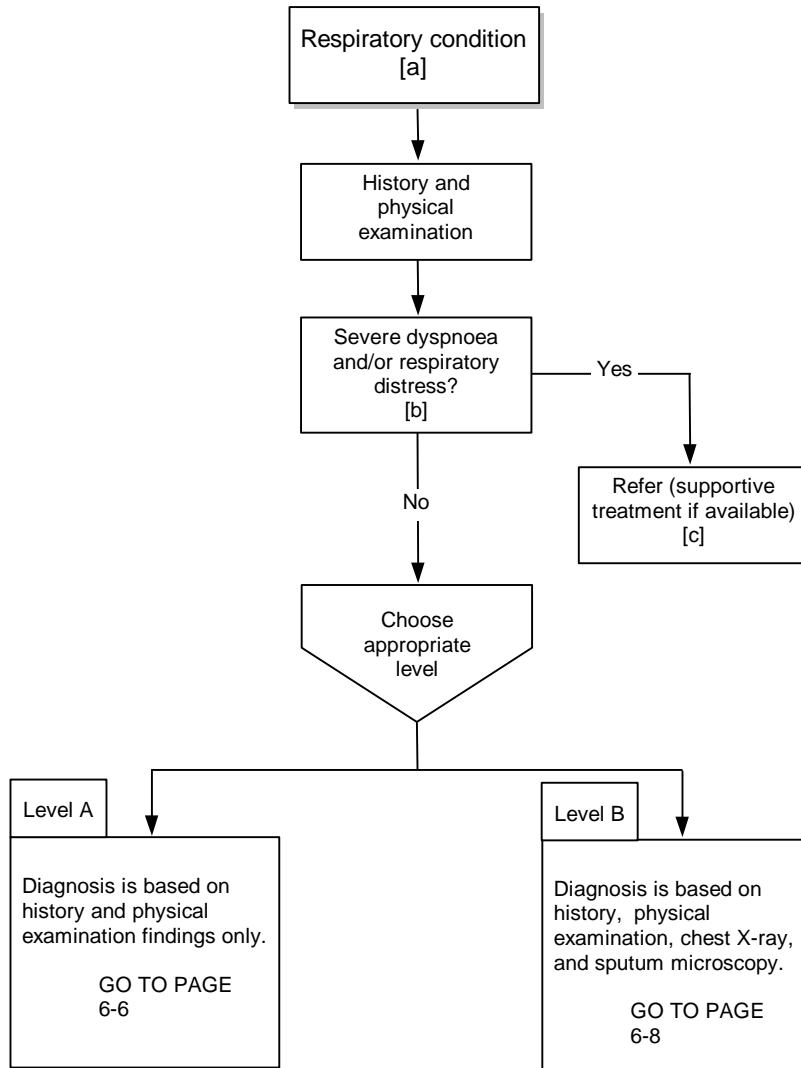 Respiratory condition
[a]
History and
physical
examination
Severe dyspnoea
and/or respiratory
distress?
[b]
Yes
Refer (supportive
treatment if available)
[c]
No
Choose
appropriate
level
Level A
Diagnosis is based on
history and physical
examination findings only.
GO TO PAGE
6-6
Level B
Diagnosis is based on
history, physical
examination, chest X-ray,
and sputum microscopy.
GO TO PAGE
6-8